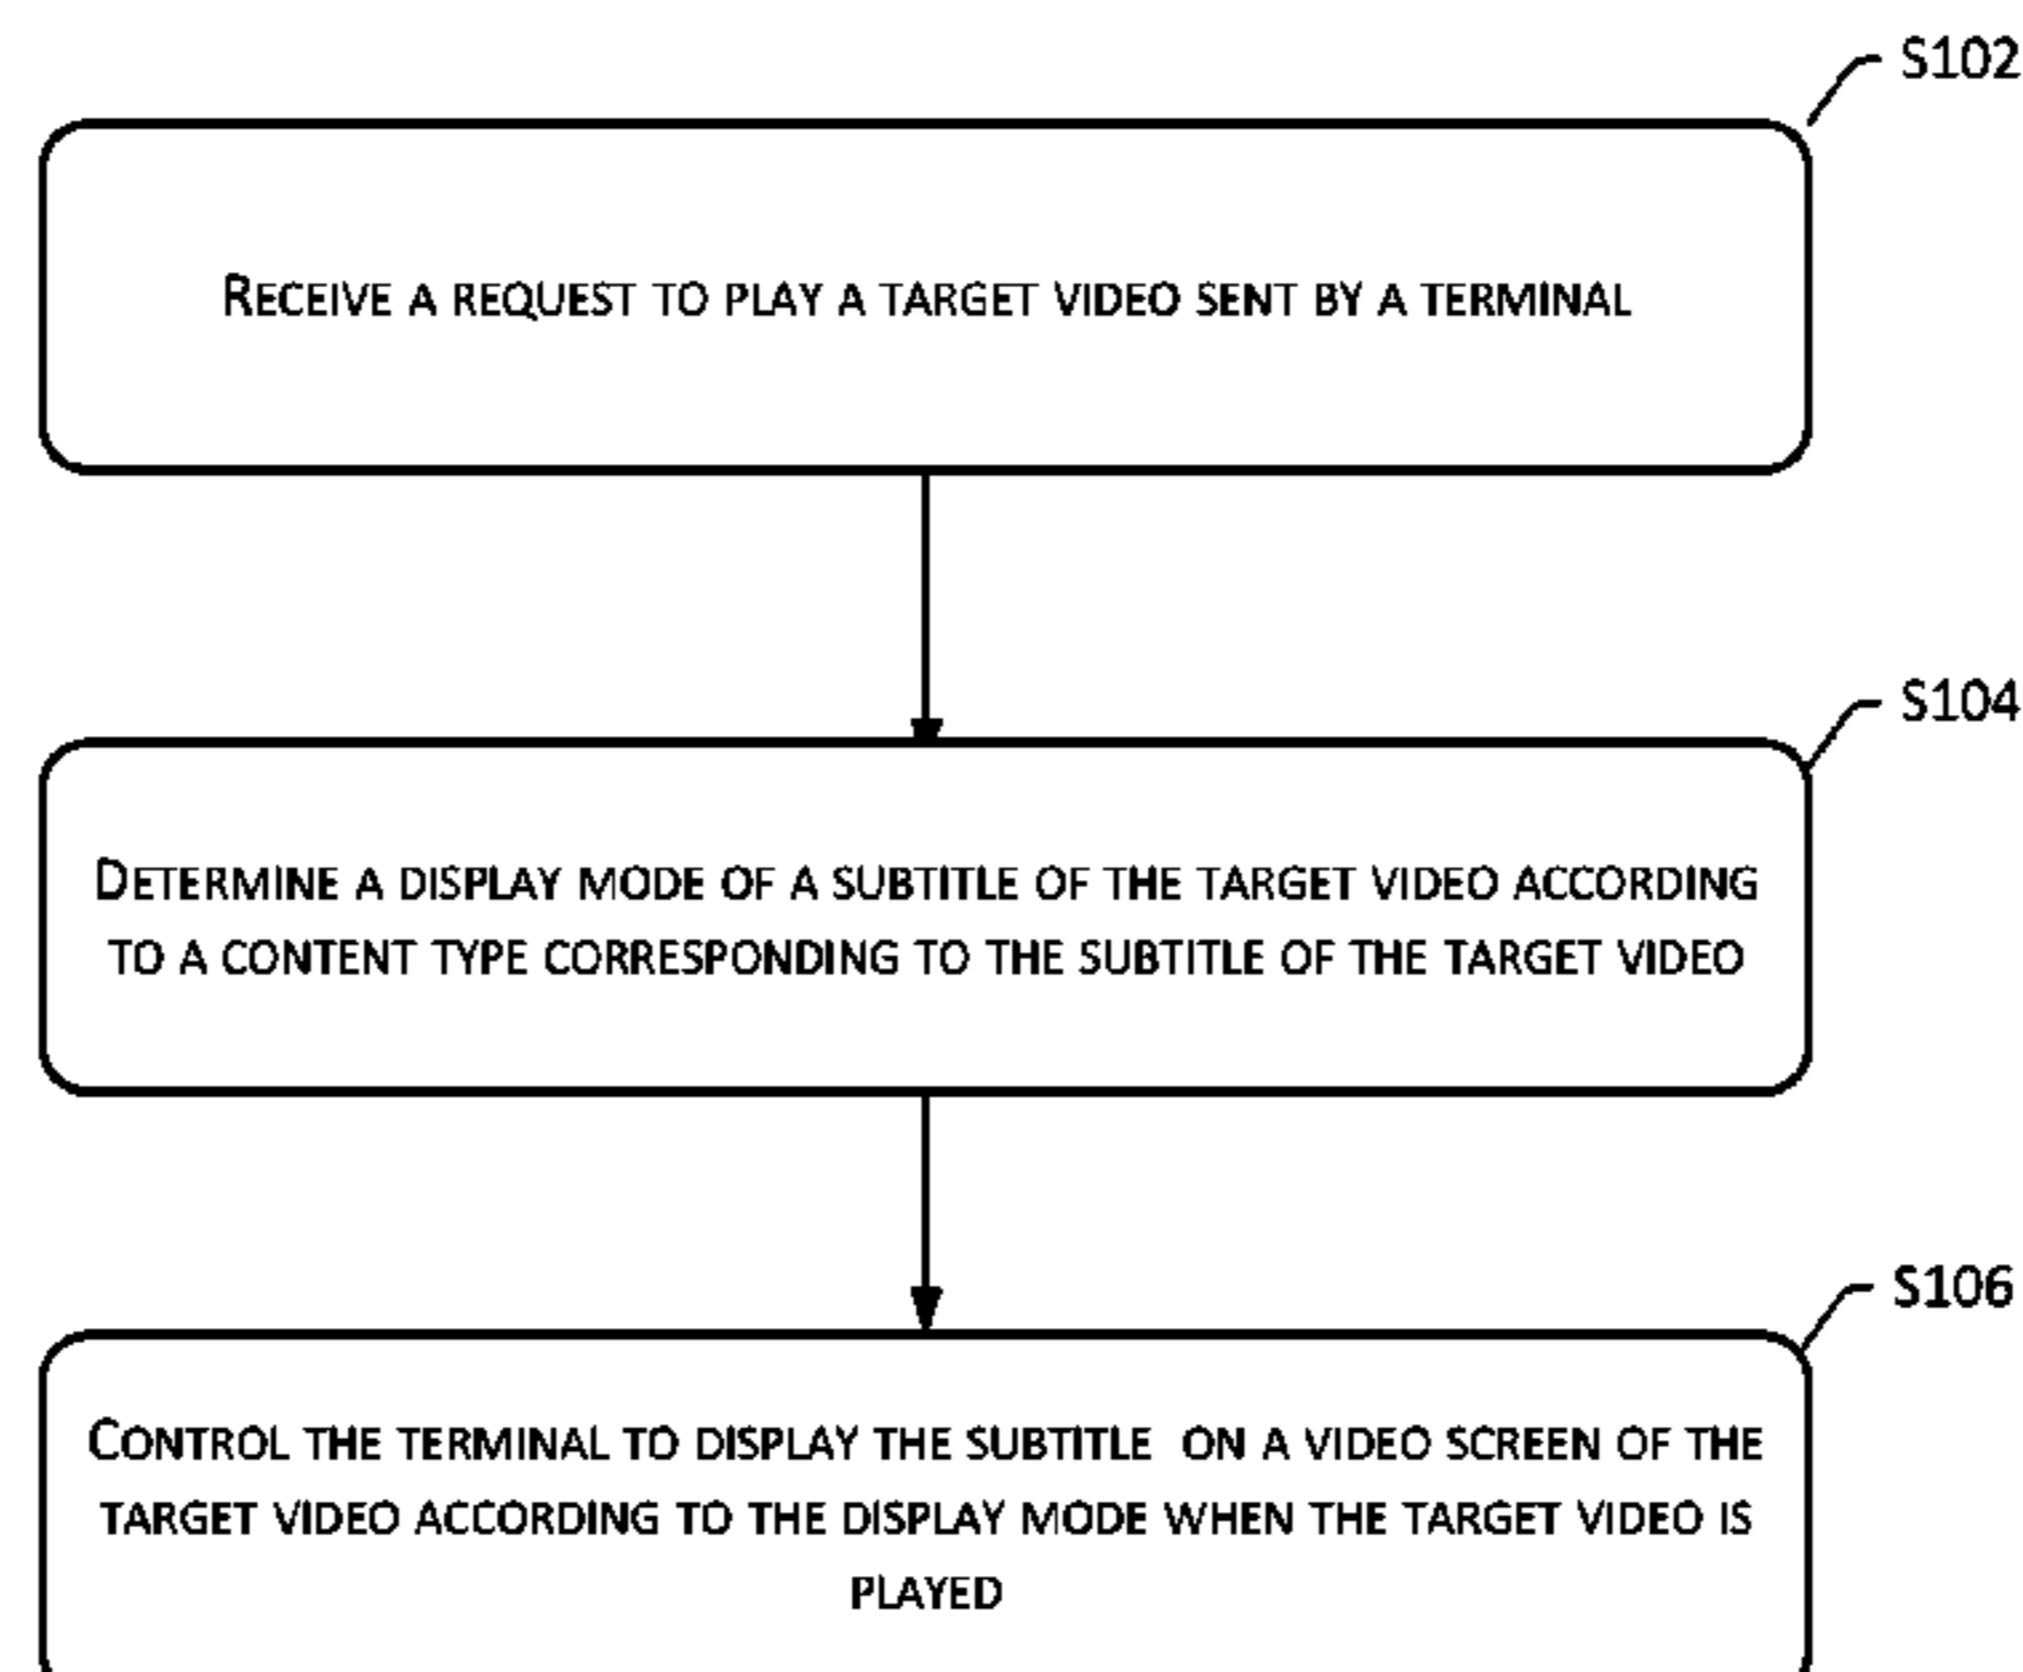 S102
RECEIVE A REQUEST TO PLAY A TARGET VIDEO SENT BY A TERMINAL
S104
DETERMINE A DISPLAY MODE OF A SUBTITLE OF THE TARGET VIDEO ACCORDING
TO A CONTENT TYPE CORRESPONDING TO THE SUBTITLE OF THE TARGET VIDEO
S106
CONTROL THE TERMINAL TO DISPLAY THE SUBTITLE ON A VIDEO SCREEN OF THE
TARGET VIDEO ACCORDING TO THE DISPLAY MODE WHEN THE TARGET VIDEO IS
PLAYED